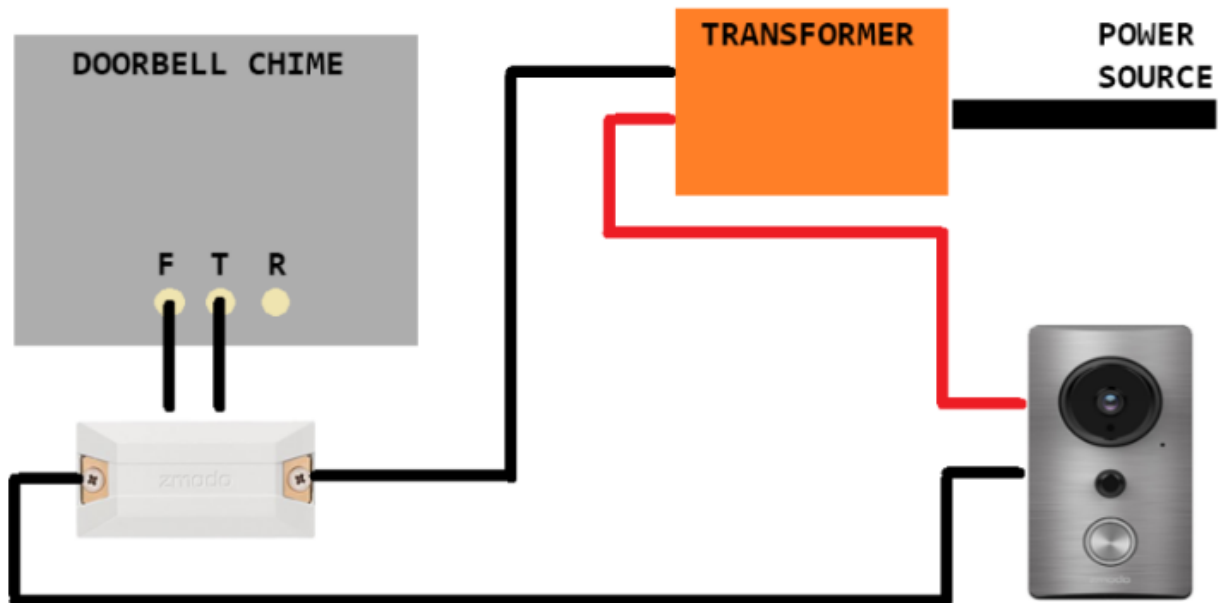 DOORBELL CHIME
TRANSFORMER
POWER
SOURCE
F T R
zmodo
zmodo